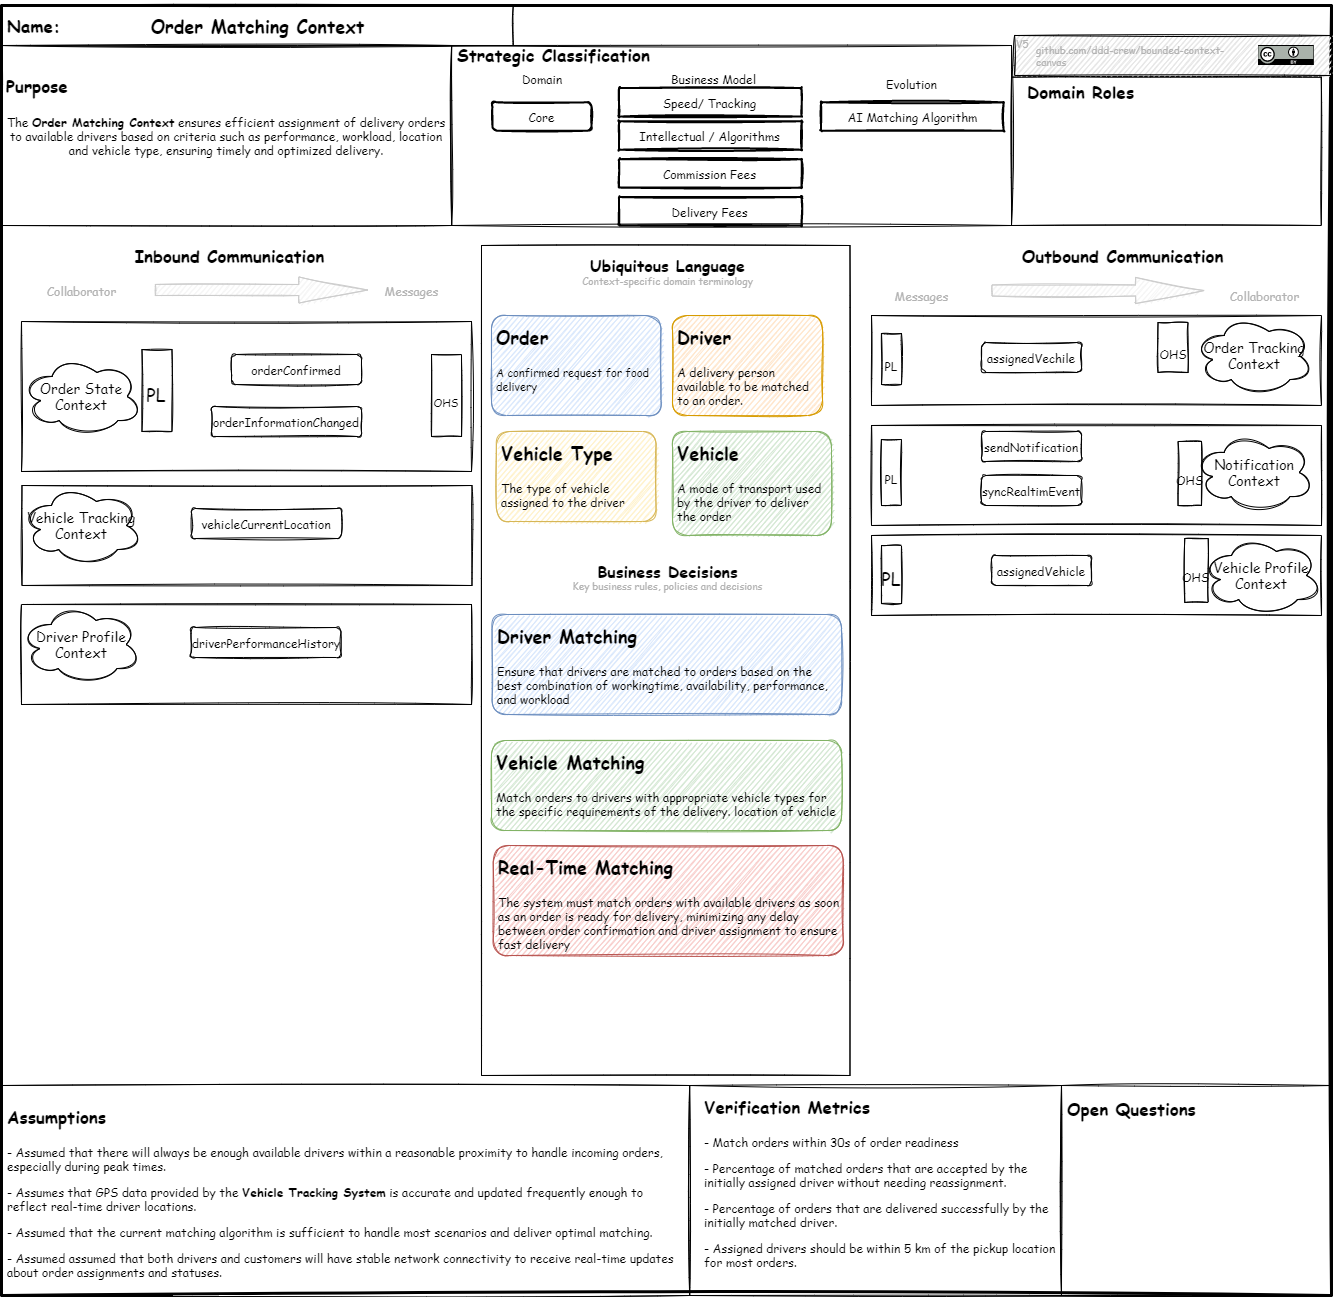 Name:
Order Matching Context
Purpose
The Order Matching Context ensures efficient assignment of delivery orders
to available drivers based on criteria such as performance, workload, location
and vehicle type, ensuring timely and optimized delivery.
Strategic Classification
Domain
Core
Business Model
Speed/ Tracking
Intellectual / Algorithms
Commission Fees
Delivery Fees
Evolution
AI Matching Algorithm
V5
github.com/ddd-crew/bounded-context-
canvas
cc
BY
Domain Roles
Inbound Communication
Collaborator
Messages
Order State
Context
PL
orderConfirmed
orderInformationChanged
OHS
Vehicle Tracking
Context
vehicleCurrentLocation
Driver Profile
Context
driverPerformanceHistory
Ubiquitous Language
Context-specific domain terminology
Order
A confirmed request for food
delivery
Driver
A delivery person
available to be matched
to an order.
Vehicle Type
The type of vehicle
assigned to the driver
Vehicle
A mode of transport used
by the driver to deliver
the order
Business Decisions
Key business rules, policies and decisions
Driver Matching
Ensure that drivers are matched to orders based on the
best combination of workingtime, availability, performance,
and workload
Vehicle Matching
Match orders to drivers with appropriate vehicle types for
the specific requirements of the delivery. location of vehicle
Real-Time Matching
The system must match orders with available drivers as soon
as an order is ready for delivery, minimizing any delay
between order confirmation and driver assignment to ensure
fast delivery
Outbound Communication
Messages
Collaborator
PL
assignedVechile
OHS
Order Tracking
Context
PL
sendNotification
syncRealtimEvent
OHS
Notification
Context
PL
assignedVehicle
OHS
Vehicle Profile
Context
Assumptions
- Assumed that there will always be enough available drivers within a reasonable proximity to handle incoming orders,
especially during peak times.
- Assumes that GPS data provided by the Vehicle Tracking System is accurate and updated frequently enough to
reflect real-time driver locations.
- Assumed that the current matching algorithm is sufficient to handle most scenarios and deliver optimal matching.
- Assumed assumed that both drivers and customers will have stable network connectivity to receive real-time updates
about order assignments and statuses.
Verification Metrics
- Match orders within 30s of order readiness
- Percentage of matched orders that are accepted by the
initially assigned driver without needing reassignment.
- Percentage of orders that are delivered successfully by the
initially matched driver.
- Assigned drivers should be within 5 km of the pickup location
for most orders.
Open Questions